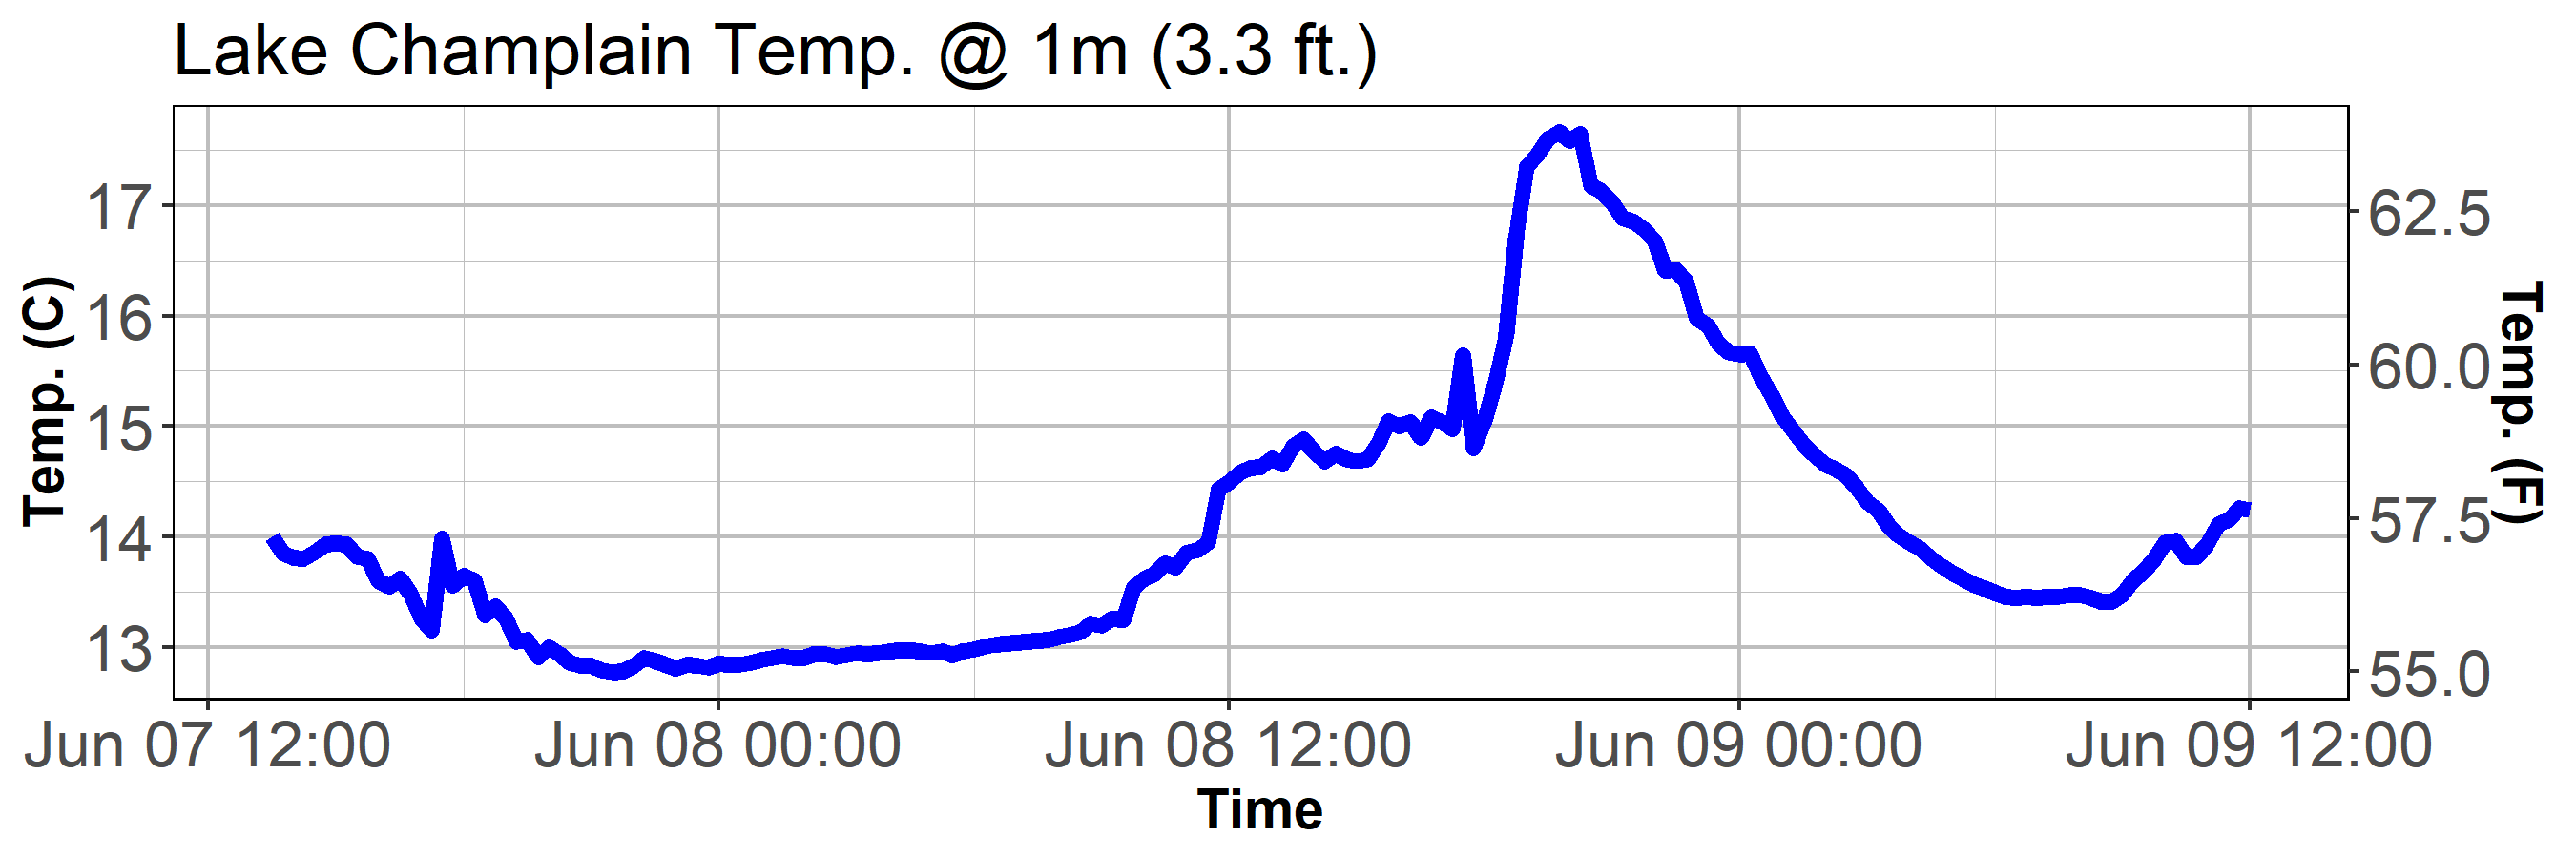 Lake Champlain Temp. @ 1m (3.3 ft.)
Temp. (C)
17
16
15
14
13
62.5
60.0
57.5
55.0
Temp. (F)
Jun 07 12:00
Jun 08 00:00
Jun 08 12:00
Jun 09 00:00
Jun 09 12:00
Time